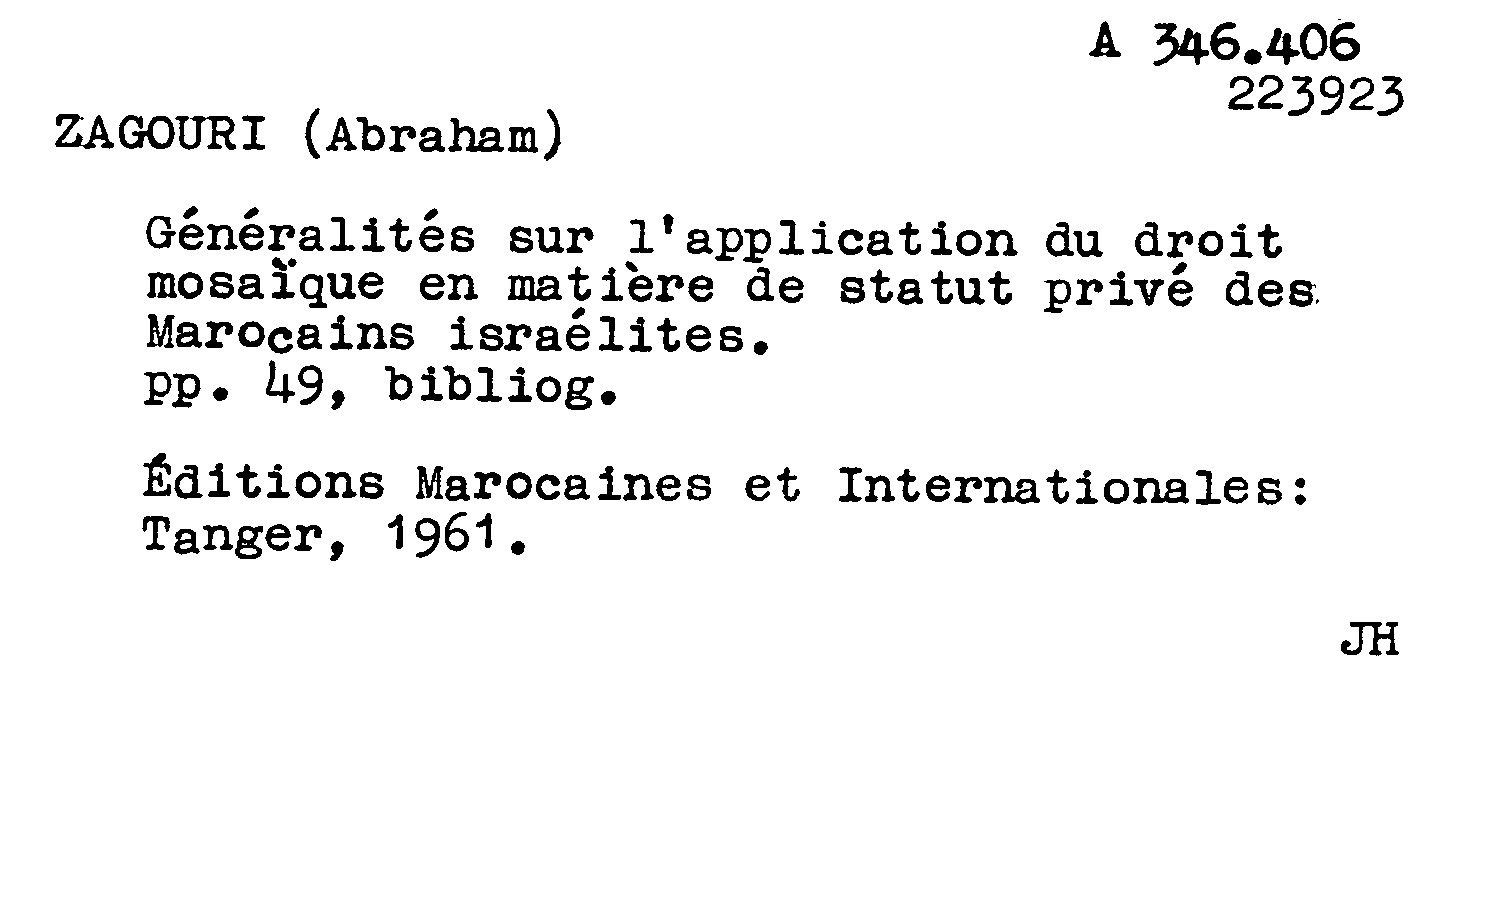 A 346.406
223923
ZAGOURI (Abraham)
Généralités sur l'application du droit
mosaïque en matière de statut privé des
Marocains israélites.
pp. 49, bibliog.
Éditions Marocaines et Internationales:
Tanger, 1961.
JH